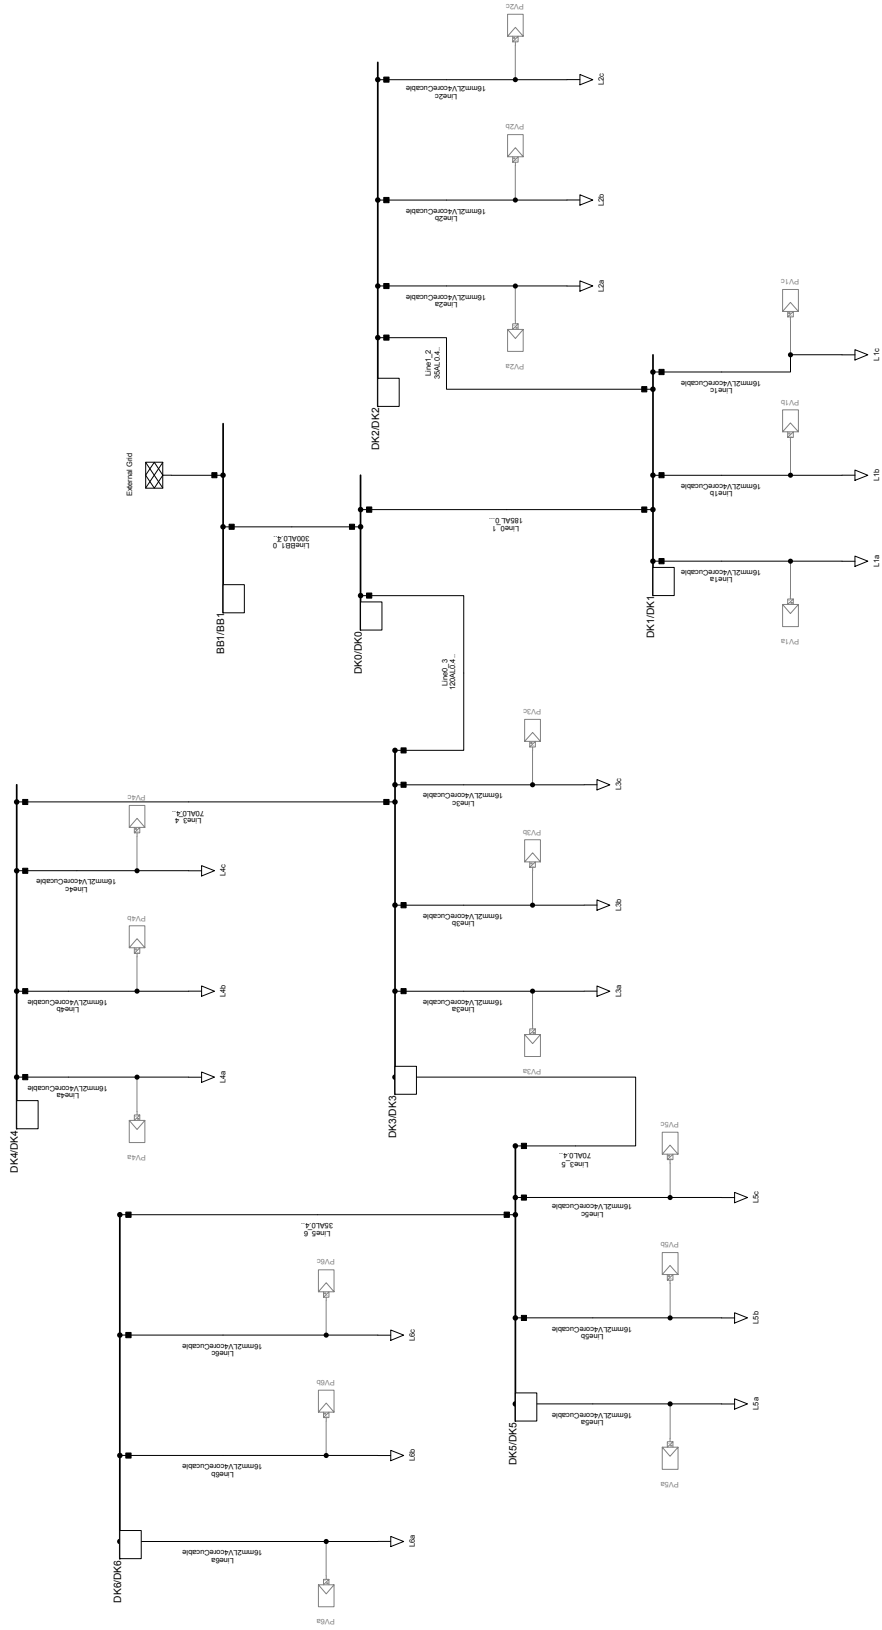 PV2c
L2c
16mm2LV4coreCucable
Line2c
PV2b
L2b
16mm2LV4coreCucable
Line2b
L2a
16mm2LV4coreCucable
Line2a
PV2a
Line1_2
35AL0.4..
DK2/DK2
PV1c
L1c
16mm2LV4coreCucable
Line1c
PV1b
L1b
16mm2LV4coreCucable
Line1b
L1a
16mm2LV4coreCucable
Line1a
PV1a
DK1/DK1
External Grid
BB1/BB1
300AL0.4..
LineBB1_0
185AL0...
Line0_1
DK0/DK0
Line0_3
120AL0.4..
PV4c
70AL0.4..
Line3_4
L4c
16mm2LV4coreCucable
Line4c
PV4b
L4b
16mm2LV4coreCucable
Line4b
L4a
16mm2LV4coreCucable
Line4a
PV4a
DK4/DK4
PV3c
L3c
16mm2LV4coreCucable
Line3c
PV3b
L3b
16mm2LV4coreCucable
Line3b
L3a
16mm2LV4coreCucable
Line3a
PV3a
DK3/DK3
70AL0.4..
Line3_5
PV5c
L5c
16mm2LV4coreCucable
Line5c
PV5b
L5b
16mm2LV4coreCucable
Line5b
L5a
16mm2LV4coreCucable
Line5a
PV5a
DK5/DK5
35AL0.4..
Line5_6
PV6c
L6c
16mm2LV4coreCucable
Line6c
PV6b
L6b
16mm2LV4coreCucable
Line6b
L6a
16mm2LV4coreCucable
Line6a
PV6a
DK6/DK6